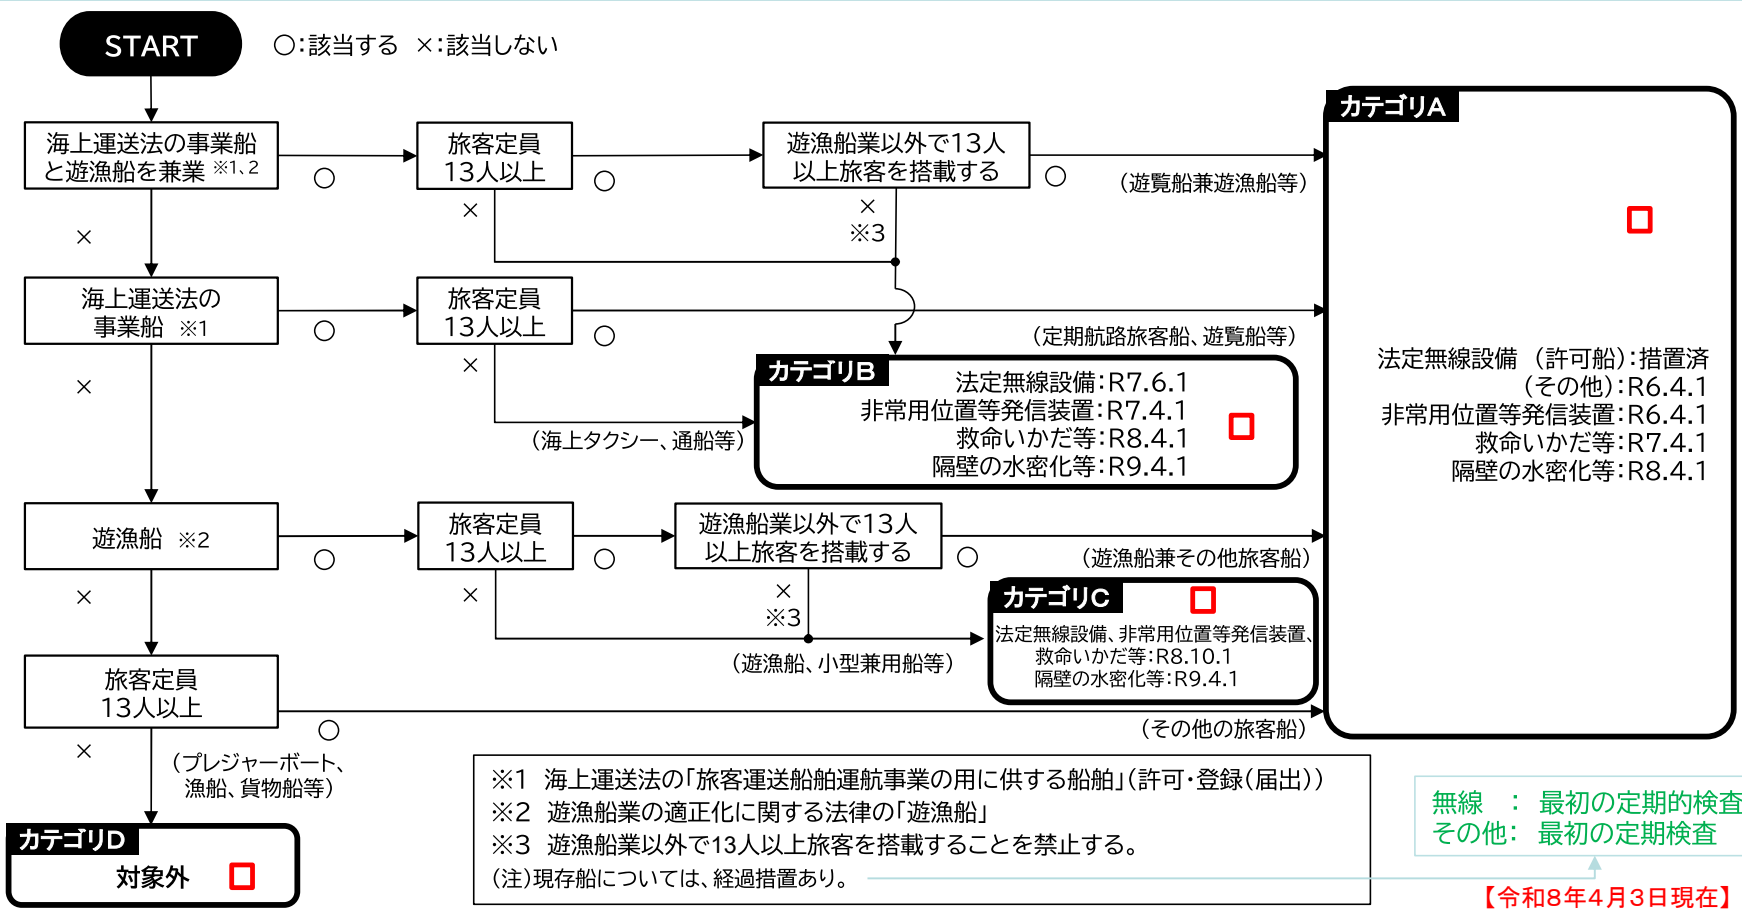 START
○：該当する ×：該当しない
海上運送法の事業船
と遊漁船を兼業 ※1、2
○
旅客定員
13人以上
○
遊漁船業以外で13人
以上旅客を搭載する
○
（遊覧船兼遊漁船等）
×
×
×
※3
海上運送法の
事業船 ※1
○
旅客定員
13人以上
○
（定期航路旅客船、遊覧船等）
×
×
（海上タクシー、通船等）
カテゴリB
法定無線設備：R7.6.1
非常用位置等発信装置：R7.4.1
救命いかだ等：R8.4.1
隔壁の水密化等：R9.4.1
カテゴリA
法定無線設備 （許可船）：措置済
（その他）：R6.4.1
非常用位置等発信装置：R6.4.1
救命いかだ等：R7.4.1
隔壁の水密化等：R8.4.1
遊漁船 ※2
○
旅客定員
13人以上
○
遊漁船業以外で13人
以上旅客を搭載する
○
（遊漁船兼その他旅客船）
×
×
×
※3
（遊漁船、小型兼用船等）
カテゴリC
法定無線設備、非常用位置等発信装置、
救命いかだ等：R8.10.1
隔壁の水密化等：R9.4.1
旅客定員
13人以上
○
（その他の旅客船）
×
（プレジャーボート、
漁船、貨物船等）
カテゴリD
対象外
※1 海上運送法の「旅客運送船舶運航事業の用に供する船舶」（許可・登録（届出））
※2 遊漁船業の適正化に関する法律の「遊漁船」
※3 遊漁船業以外で13人以上旅客を搭載することを禁止する。
（注）現存船については、経過措置あり。
無線 ： 最初の定期的検査
その他： 最初の定期検査
【令和8年4月3日現在】